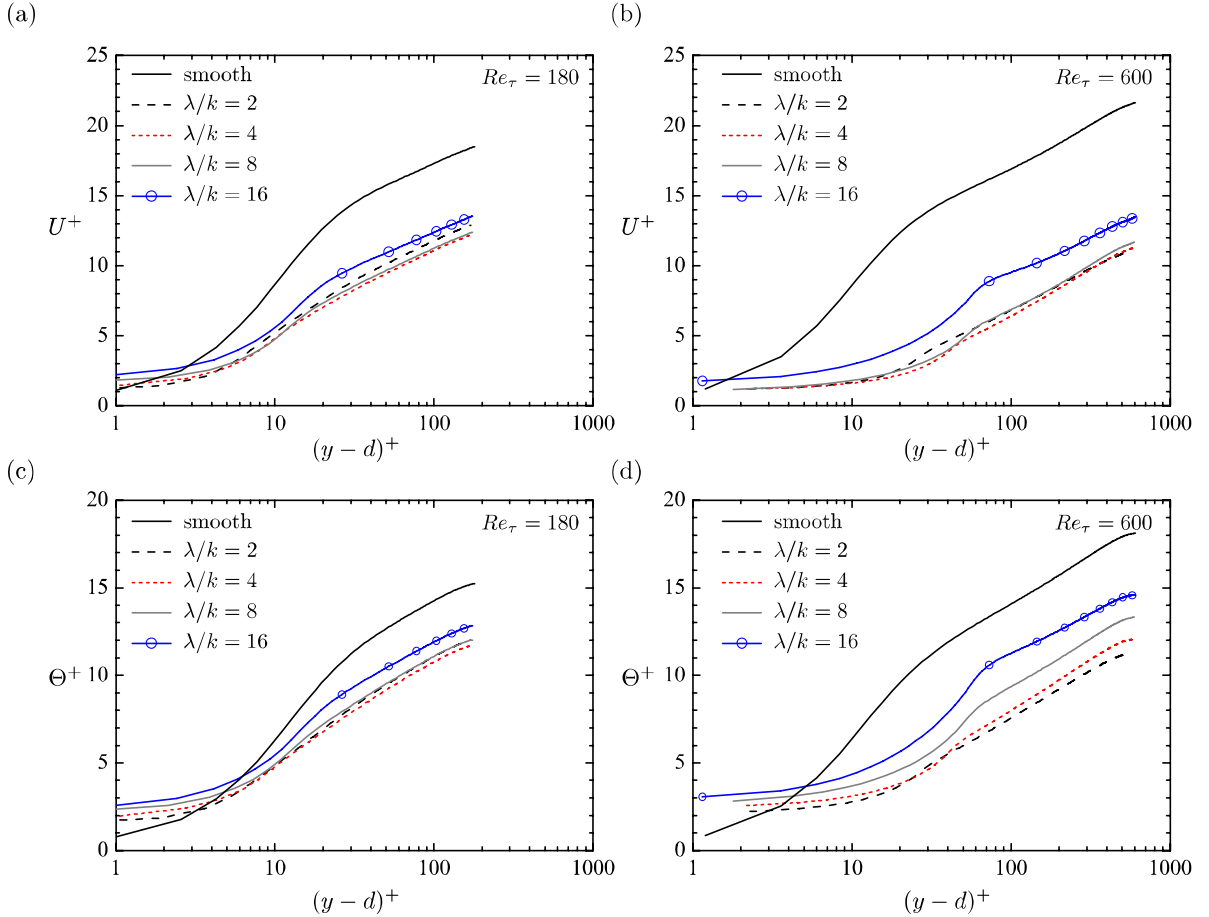 (a)
25
20
15
10
5
0
U⁺
smooth
λ/k = 2
λ/k = 4
λ/k = 8
λ/k = 16
Re_τ = 180
1 10 100 1000
(y − d)⁺
(b)
25
20
15
10
5
0
U⁺
smooth
λ/k = 2
λ/k = 4
λ/k = 8
λ/k = 16
Re_τ = 600
1 10 100 1000
(y − d)⁺
(c)
20
15
10
5
0
Θ⁺
smooth
λ/k = 2
λ/k = 4
λ/k = 8
λ/k = 16
Re_τ = 180
1 10 100 1000
(y − d)⁺
(d)
20
15
10
5
0
Θ⁺
smooth
λ/k = 2
λ/k = 4
λ/k = 8
λ/k = 16
Re_τ = 600
1 10 100 1000
(y − d)⁺